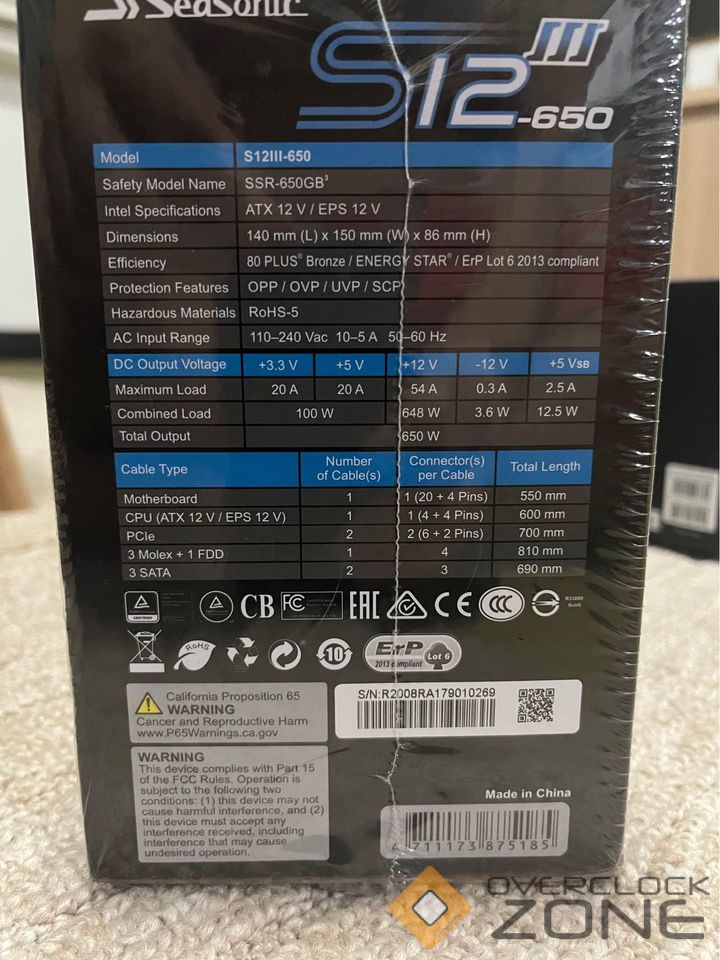 SeaSonic
S12III-650
Model S12III-650
Safety Model Name SSR-650GB³
Intel Specifications ATX 12 V / EPS 12 V
Dimensions 140 mm (L) x 150 mm (W) x 86 mm (H)
Efficiency 80 PLUS® Bronze / ENERGY STAR® / ErP Lot 6 2013 compliant
Protection Features OPP / OVP / UVP / SCP
Hazardous Materials RoHS-5
AC Input Range 110–240 Vac 10–5 A 50–60 Hz
DC Output Voltage +3.3 V +5 V +12 V -12 V +5 VSB
Maximum Load 20 A 20 A 54 A 0.3 A 2.5 A
Combined Load 100 W 648 W 3.6 W 12.5 W
Total Output 650 W
Cable Type Number of Cable(s) Connector(s) per Cable Total Length
Motherboard 1 1 (20 + 4 Pins) 550 mm
CPU (ATX 12 V / EPS 12 V) 1 1 (4 + 4 Pins) 600 mm
PCIe 2 2 (6 + 2 Pins) 700 mm
3 Molex + 1 FDD 1 4 810 mm
3 SATA 2 3 690 mm
CB FC EAC CE CCC
RoHS 10 ErP Lot 6
2013 compliant
California Proposition 65
WARNING
Cancer and Reproductive Harm
www.P65Warnings.ca.gov
S/N:R2008RA179010269
WARNING
This device complies with Part 15
of the FCC Rules. Operation is
subject to the following two
conditions: (1) this device may not
cause harmful interference, and (2)
this device must accept any
interference received, including
interference that may cause
undesired operation.
Made in China
4 711173 875185
OVERCLOCK
ZONE